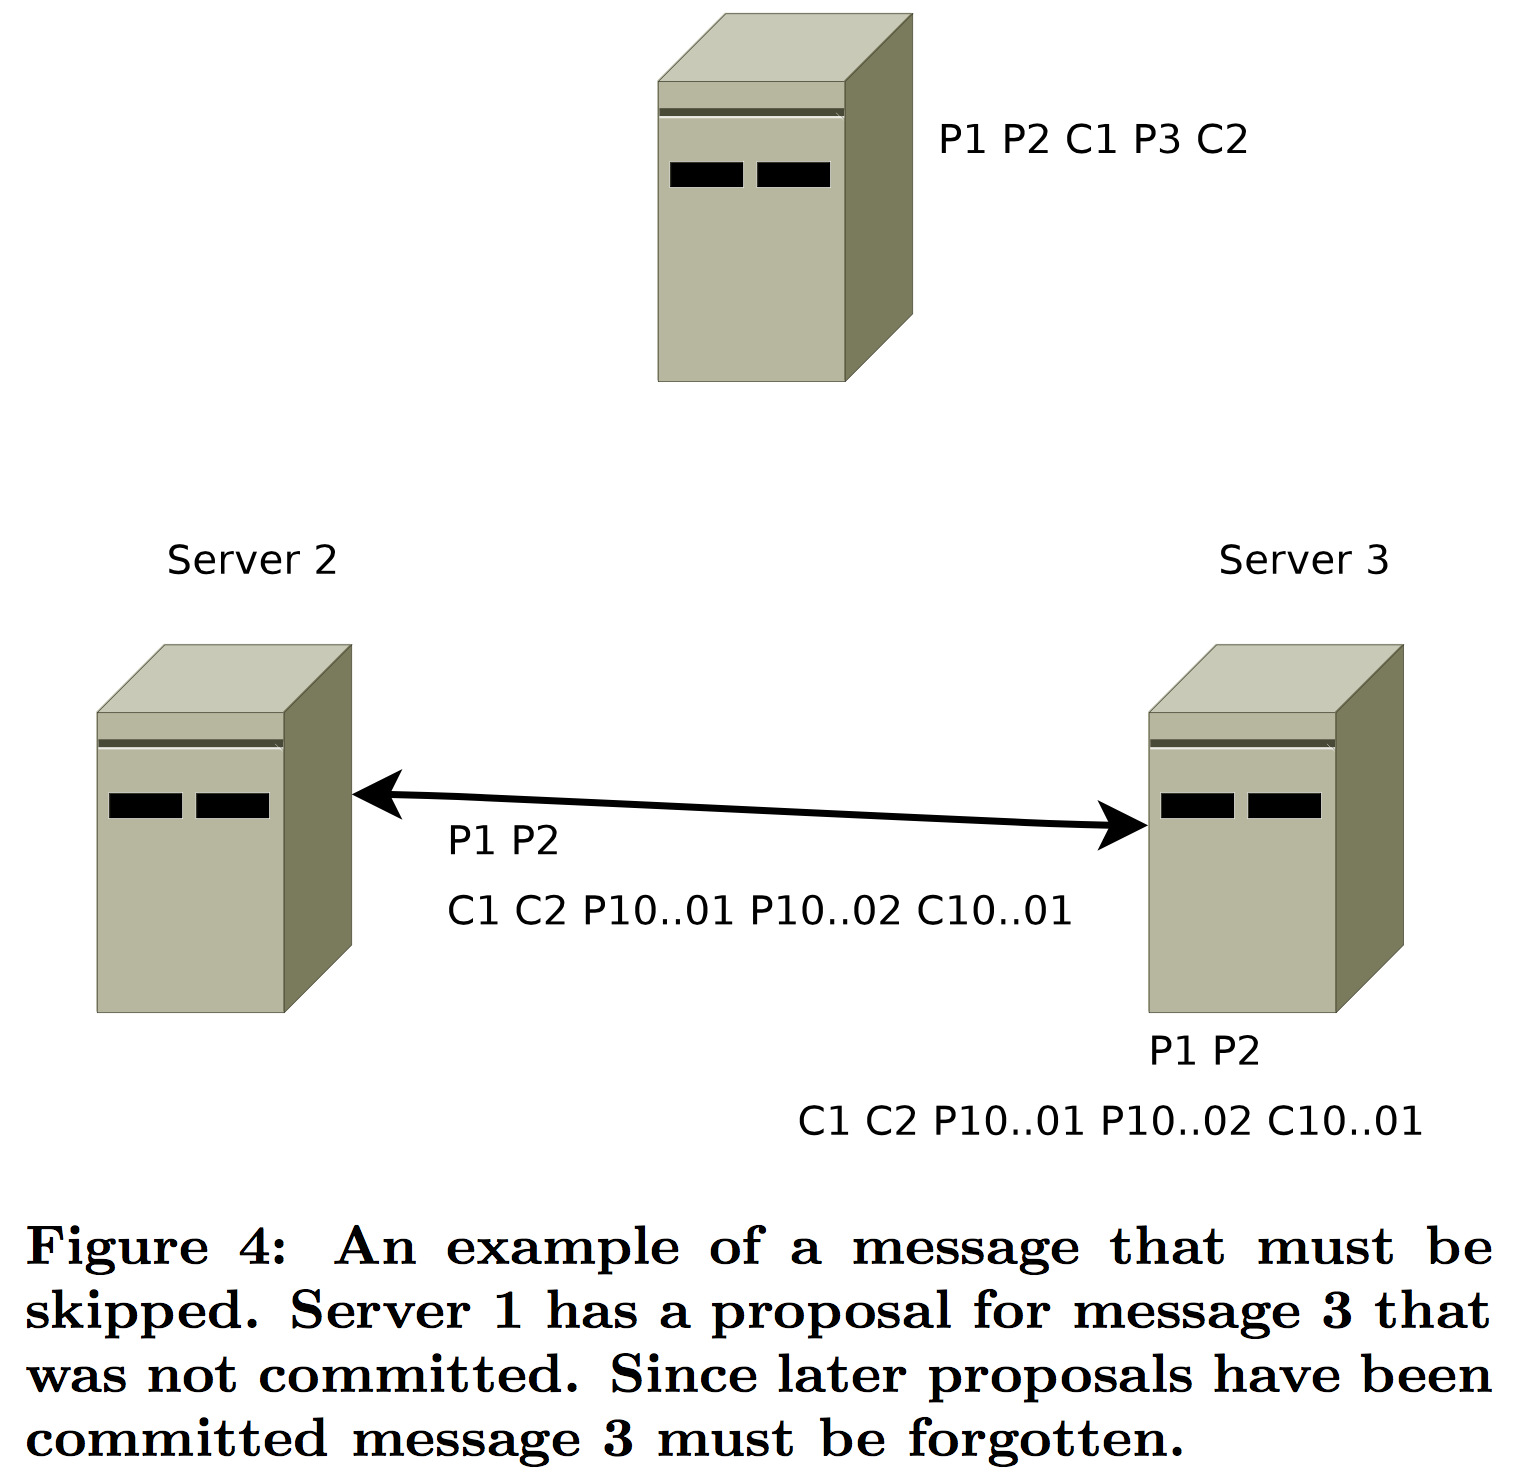 P1 P2 C1 P3 C2
Server 2
Server 3
P1 P2
C1 C2 P10..01 P10..02 C10..01
P1 P2
C1 C2 P10..01 P10..02 C10..01
Figure 4: An example of a message that must be
skipped. Server 1 has a proposal for message 3 that
was not committed. Since later proposals have been
committed message 3 must be forgotten.